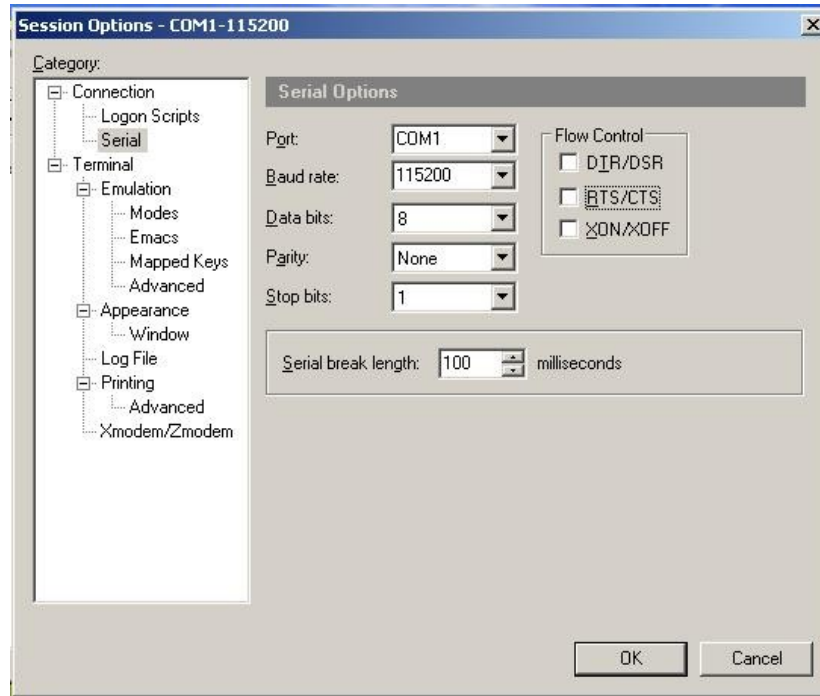 Session Options - COM1-115200
Category:
Connection
Logon Scripts
Serial
Terminal
Emulation
Modes
Emacs
Mapped Keys
Advanced
Appearance
Window
Log File
Printing
Advanced
Xmodem/Zmodem
Serial Options
Port: COM1
Baud rate: 115200
Data bits: 8
Parity: None
Stop bits: 1
Flow Control
DTR/DSR
RTS/CTS
XON/XOFF
Serial break length: 100 milliseconds
OK Cancel